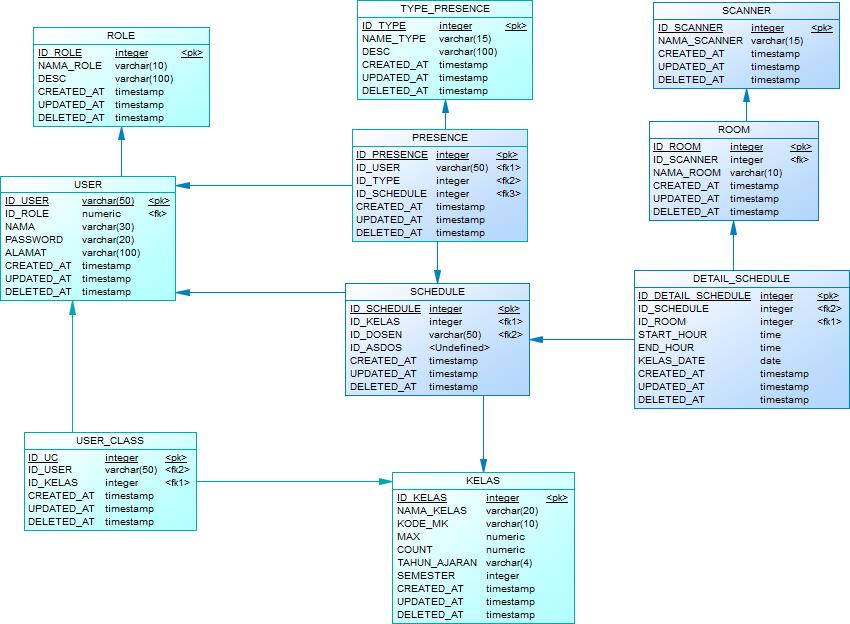 ROLE
ID_ROLE integer <pk>
NAMA_ROLE varchar(10)
DESC varchar(100)
CREATED_AT timestamp
UPDATED_AT timestamp
DELETED_AT timestamp
TYPE_PRESENCE
ID_TYPE integer <pk>
NAME_TYPE varchar(15)
DESC varchar(100)
CREATED_AT timestamp
UPDATED_AT timestamp
DELETED_AT timestamp
SCANNER
ID_SCANNER integer <pk>
NAMA_SCANNER varchar(15)
CREATED_AT timestamp
UPDATED_AT timestamp
DELETED_AT timestamp
PRESENCE
ID_PRESENCE integer <pk>
ID_USER varchar(50) <fk1>
ID_TYPE integer <fk2>
ID_SCHEDULE integer <fk3>
CREATED_AT timestamp
UPDATED_AT timestamp
DELETED_AT timestamp
ROOM
ID_ROOM integer <pk>
ID_SCANNER integer <fk>
NAMA_ROOM varchar(10)
CREATED_AT timestamp
UPDATED_AT timestamp
DELETED_AT timestamp
USER
ID_USER varchar(50) <pk>
ID_ROLE numeric <fk>
NAMA varchar(30)
PASSWORD varchar(20)
ALAMAT varchar(100)
CREATED_AT timestamp
UPDATED_AT timestamp
DELETED_AT timestamp
SCHEDULE
ID_SCHEDULE integer <pk>
ID_KELAS integer <fk1>
ID_DOSEN varchar(50) <fk2>
ID_ASDOS <Undefined>
CREATED_AT timestamp
UPDATED_AT timestamp
DELETED_AT timestamp
DETAIL_SCHEDULE
ID_DETAIL_SCHEDULE integer <pk>
ID_SCHEDULE integer <fk2>
ID_ROOM integer <fk1>
START_HOUR time
END_HOUR time
KELAS_DATE date
CREATED_AT timestamp
UPDATED_AT timestamp
DELETED_AT timestamp
USER_CLASS
ID_UC integer <pk>
ID_USER varchar(50) <fk2>
ID_KELAS integer <fk1>
CREATED_AT timestamp
UPDATED_AT timestamp
DELETED_AT timestamp
KELAS
ID_KELAS integer <pk>
NAMA_KELAS varchar(20)
KODE_MK varchar(10)
MAX numeric
COUNT numeric
TAHUN_AJARAN varchar(4)
SEMESTER integer
CREATED_AT timestamp
UPDATED_AT timestamp
DELETED_AT timestamp